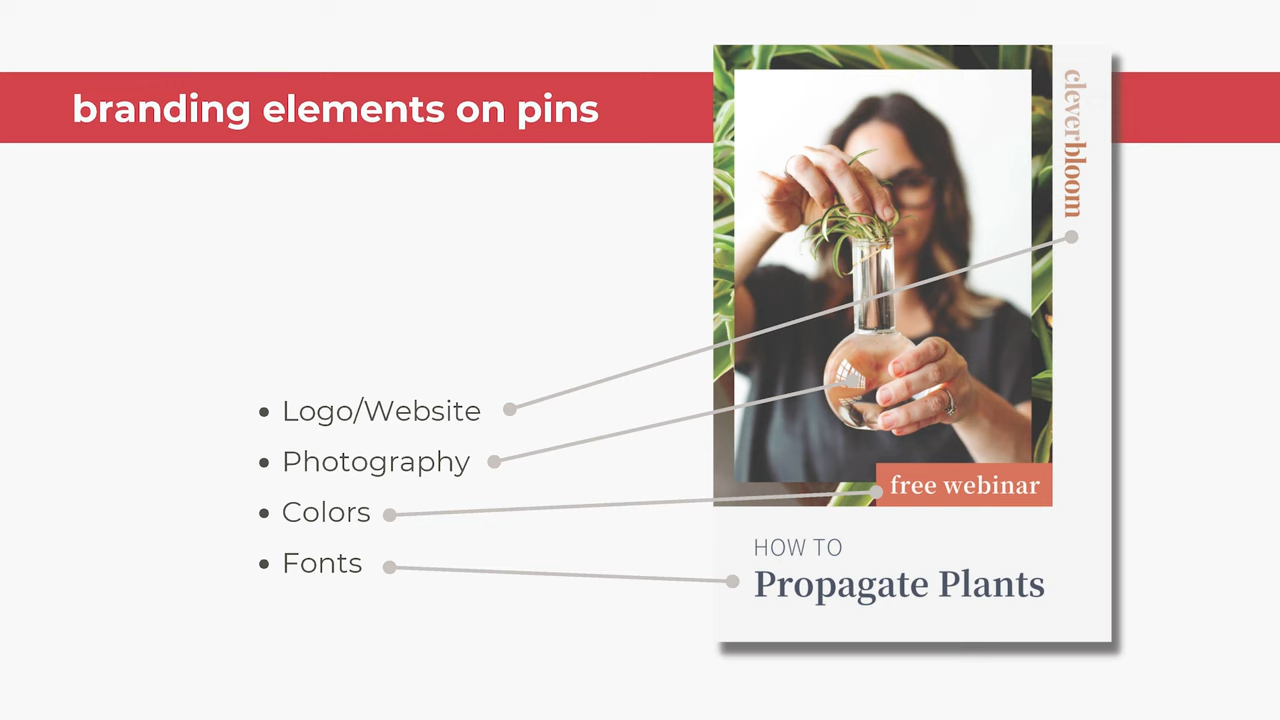 branding elements on pins
• Logo/Website
• Photography
• Colors
• Fonts
cleverbloom
free webinar
HOW TO
Propagate Plants